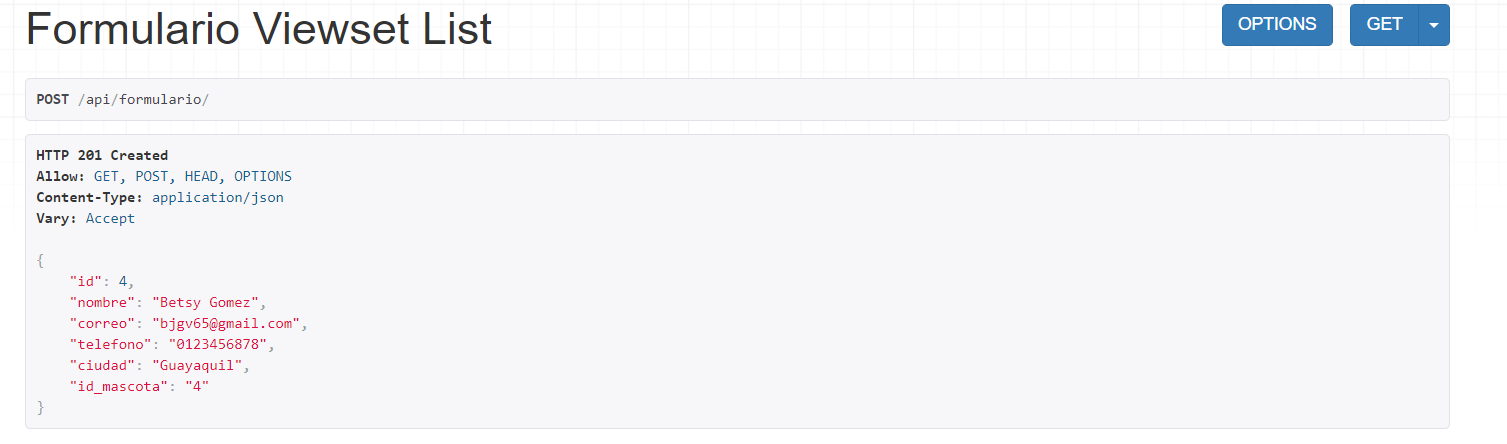 Formulario Viewset List
OPTIONS
GET
POST /api/formulario/
HTTP 201 Created
Allow: GET, POST, HEAD, OPTIONS
Content-Type: application/json
Vary: Accept
{
    "id": 4,
    "nombre": "Betsy Gomez",
    "correo": "bjgv65@gmail.com",
    "telefono": "0123456878",
    "ciudad": "Guayaquil",
    "id_mascota": "4"
}